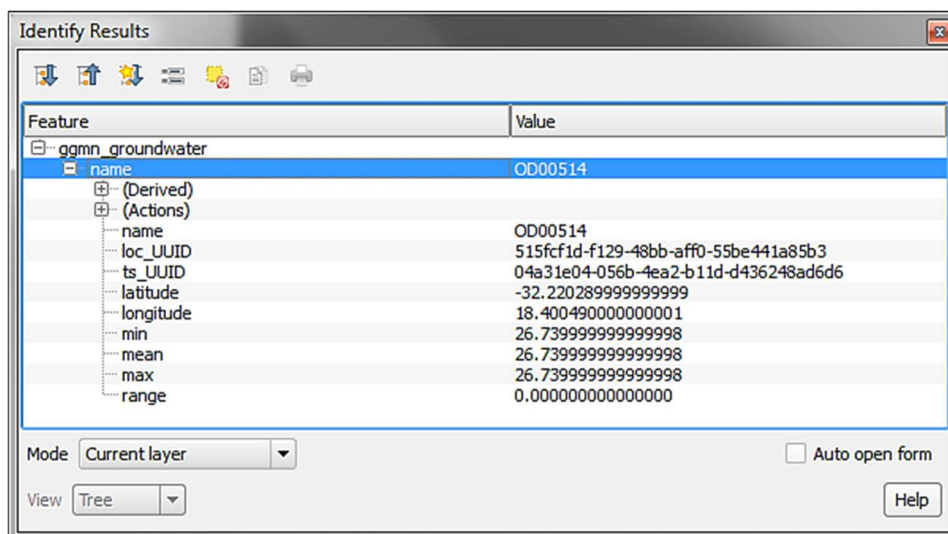 Identify Results
Feature Value
ggmn_groundwater
name OD00514
(Derived)
(Actions)
name OD00514
loc_UUID 515fcf1d-f129-48bb-aff0-55be441a85b3
ts_UUID 04a31e04-056b-4ea2-b11d-d436248ad6d6
latitude -32.220289999999999
longitude 18.400490000000001
min 26.739999999999998
mean 26.739999999999998
max 26.739999999999998
range 0.000000000000000
Mode Current layer Auto open form
View Tree Help